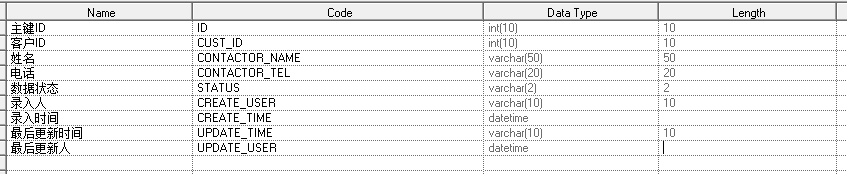 Name Code Data Type Length
主键ID ID int(10) 10
客户ID CUST_ID int(10) 10
姓名 CONTACTOR_NAME varchar(50) 50
电话 CONTACTOR_TEL varchar(20) 20
数据状态 STATUS varchar(2) 2
录入人 CREATE_USER varchar(10) 10
录入时间 CREATE_TIME datetime
最后更新时间 UPDATE_TIME varchar(10) 10
最后更新人 UPDATE_USER datetime